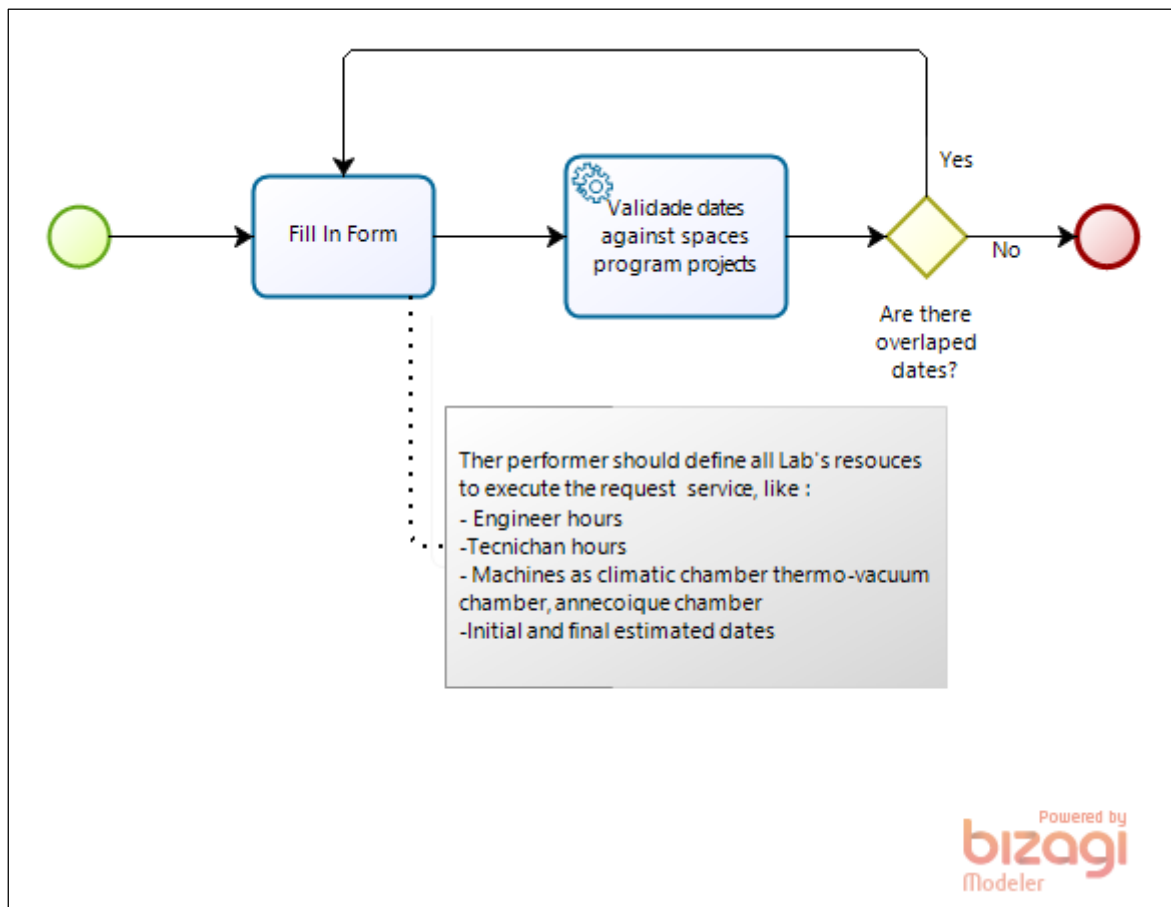 Yes
Fill In Form
Validade dates
against spaces
program projects
No
Are there
overlaped
dates?
Ther performer should define all Lab's resouces
to execute the request service, like :
- Engineer hours
-Tecnichan hours
- Machines as climatic chamber thermo-vacuum
chamber, annecoique chamber
-Initial and final estimated dates
Powered by
bizagi
Modeler